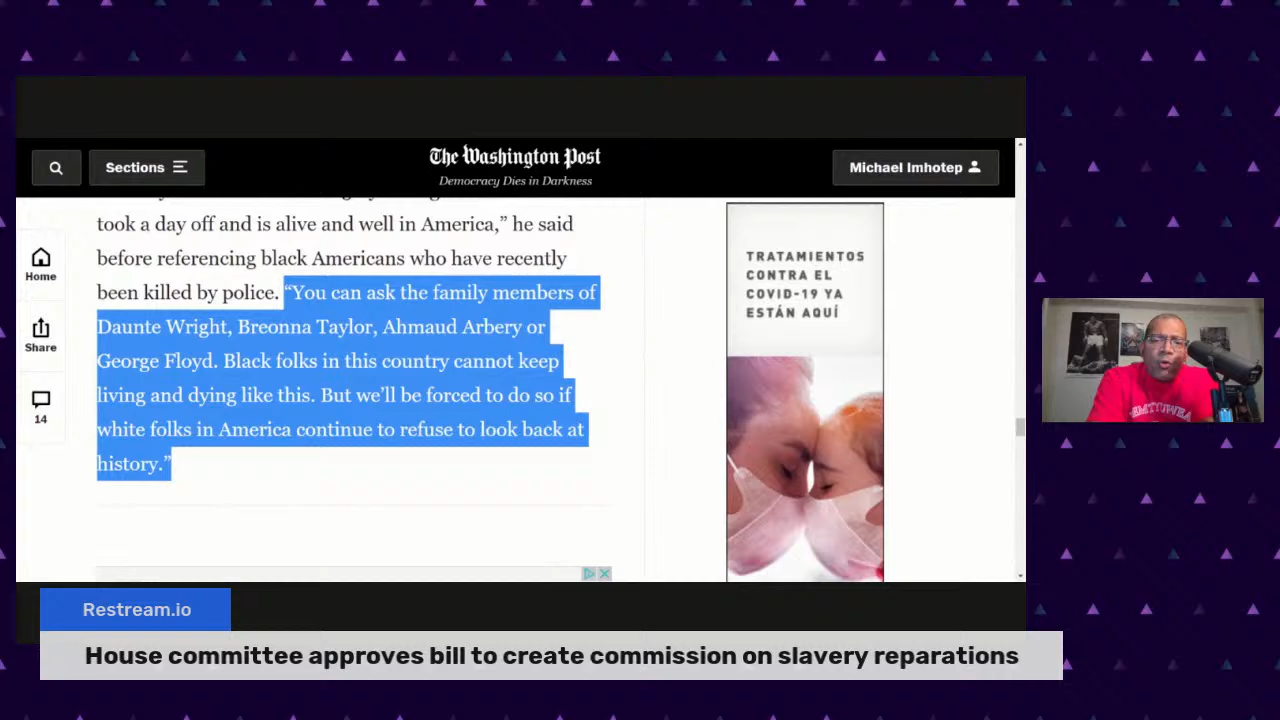 Sections
The Washington Post
Democracy Dies in Darkness
Michael Imhotep
Home
Share
14
took a day off and is alive and well in America,” he said
before referencing black Americans who have recently
been killed by police. “You can ask the family members of
Daunte Wright, Breonna Taylor, Ahmaud Arbery or
George Floyd. Black folks in this country cannot keep
living and dying like this. But we’ll be forced to do so if
white folks in America continue to refuse to look back at
history.”
TRATAMIENTOS
CONTRA EL
COVID-19 YA
ESTÁN AQUÍ
Restream.io
House committee approves bill to create commission on slavery reparations